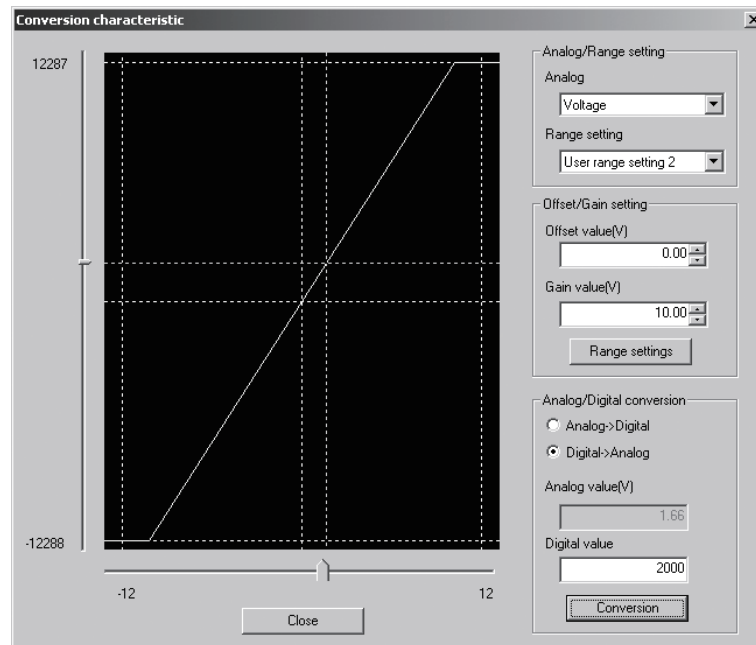 Conversion characteristic
12287
-12288
-12
12
Close
Analog/Range setting
Analog
Voltage
Range setting
User range setting 2
Offset/Gain setting
Offset value(V)
0.00
Gain value(V)
10.00
Range settings
Analog/Digital conversion
Analog->Digital
Digital->Analog
Analog value(V)
1.66
Digital value
2000
Conversion